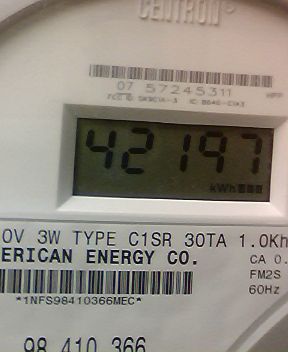 CENTRON®
07 57245311
42197
kWh
0V 3W TYPE C1SR 30TA 1.0Kh
ERICAN ENERGY CO.
CA 0.
FM2S
60Hz
*1NFS98410366MEC*
98 410 366